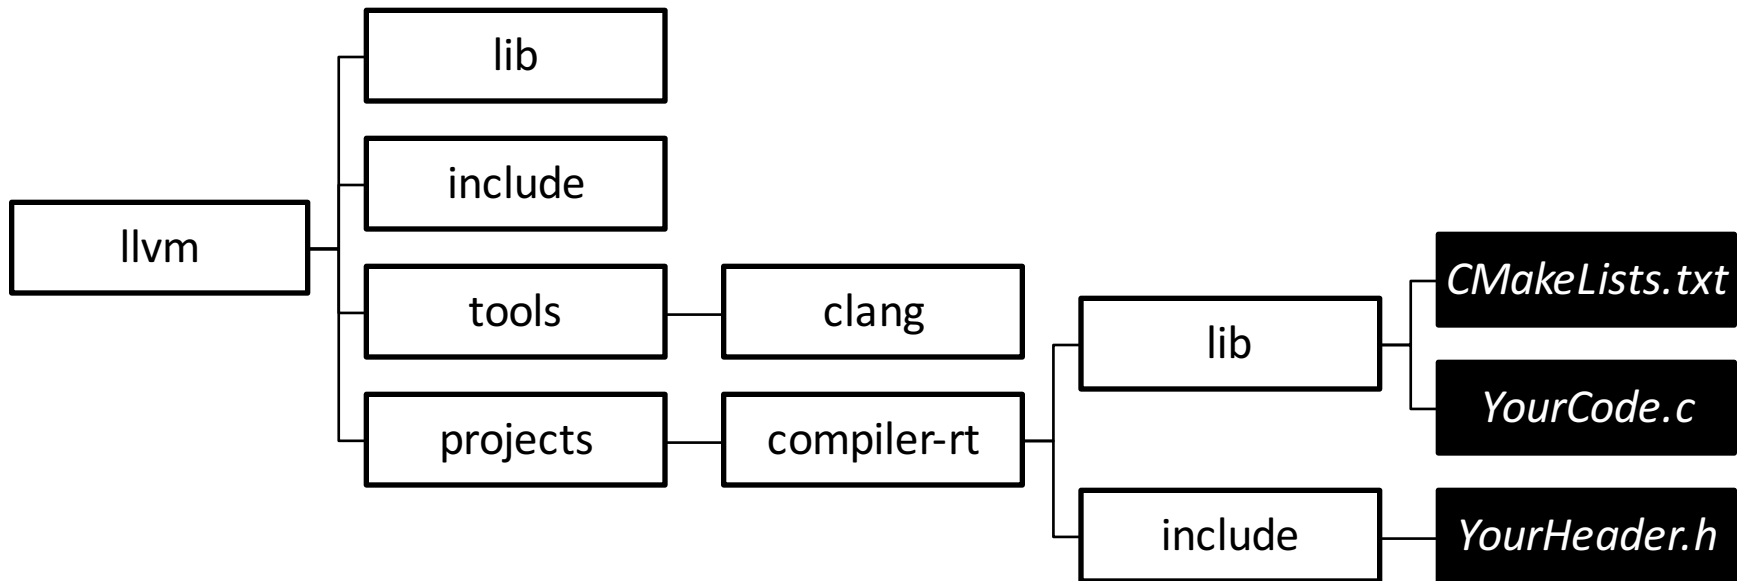 llvm
lib
include
tools
projects
clang
compiler-rt
lib
include
CMakeLists.txt
YourCode.c
YourHeader.h